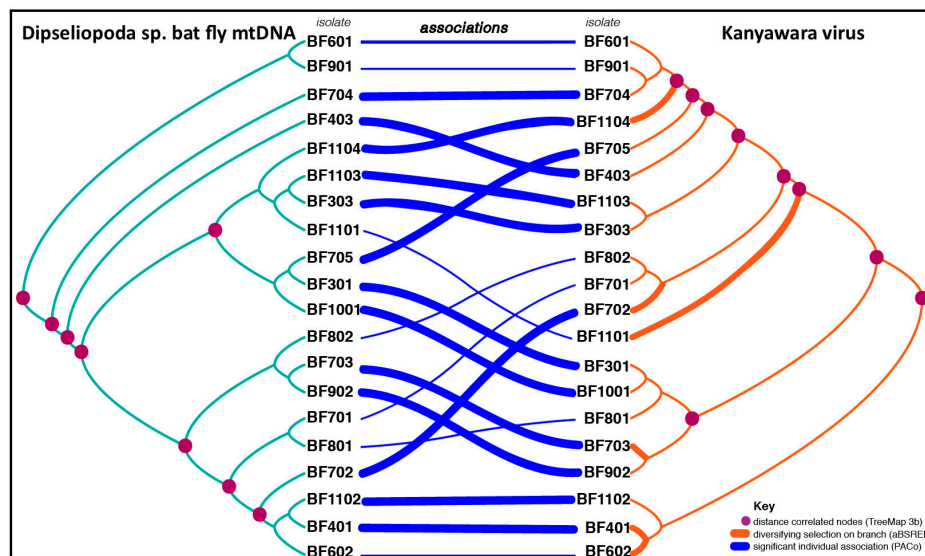 Dipseliopoda sp. bat fly mtDNA
isolate
associations
isolate
Kanyawara virus
BF601
BF901
BF704
BF403
BF1104
BF1103
BF303
BF1101
BF705
BF301
BF1001
BF802
BF703
BF902
BF701
BF801
BF702
BF1102
BF401
BF602
BF601
BF901
BF704
BF1104
BF705
BF403
BF1103
BF303
BF802
BF701
BF702
BF1101
BF301
BF1001
BF801
BF703
BF902
BF1102
BF401
BF602
Key
distance correlated nodes (TreeMap 3b)
diversifying selection on branch (aBSREL
significant individual association (PACo)